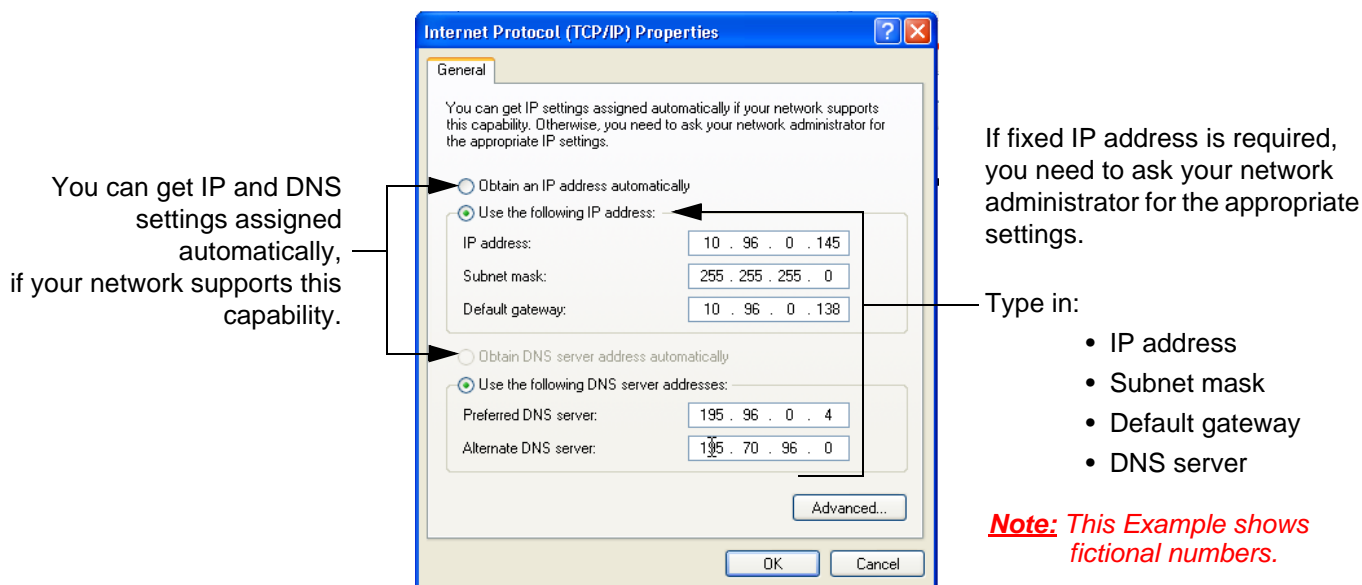 Internet Protocol (TCP/IP) Properties
General
You can get IP settings assigned automatically if your network supports
this capability. Otherwise, you need to ask your network administrator for
the appropriate IP settings.
Obtain an IP address automatically
Use the following IP address:
IP address: 10 . 96 . 0 . 145
Subnet mask: 255 . 255 . 255 . 0
Default gateway: 10 . 96 . 0 . 138
Obtain DNS server address automatically
Use the following DNS server addresses:
Preferred DNS server: 195 . 96 . 0 . 4
Alternate DNS server: 195 . 70 . 96 . 0
Advanced...
OK
Cancel
You can get IP and DNS
settings assigned
automatically,
if your network supports this
capability.
If fixed IP address is required,
you need to ask your network
administrator for the appropriate
settings.
Type in:
• IP address
• Subnet mask
• Default gateway
• DNS server
Note: This Example shows
fictional numbers.